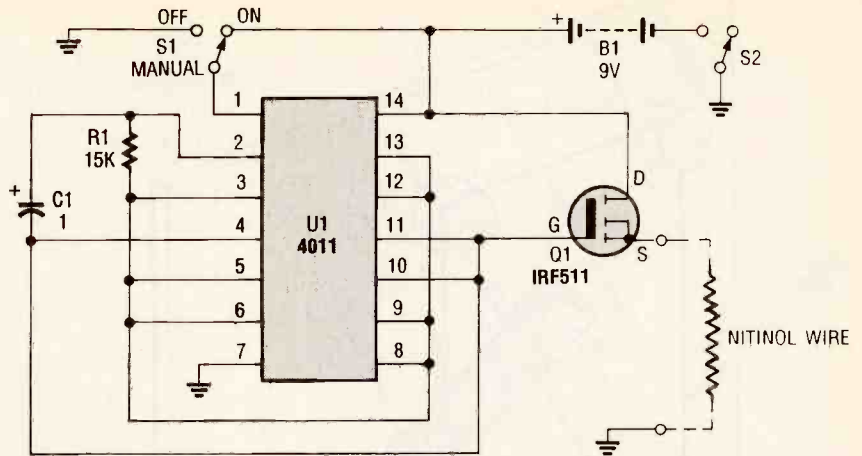 OFF
ON
S1
MANUAL
+
B1
9V
S2
1
14
2
13
R1
15K
3
12
D
+
C1
1
4
U1
4011
11
G
Q1
IRF511
S
5
10
6
9
NITINOL WIRE
7
8